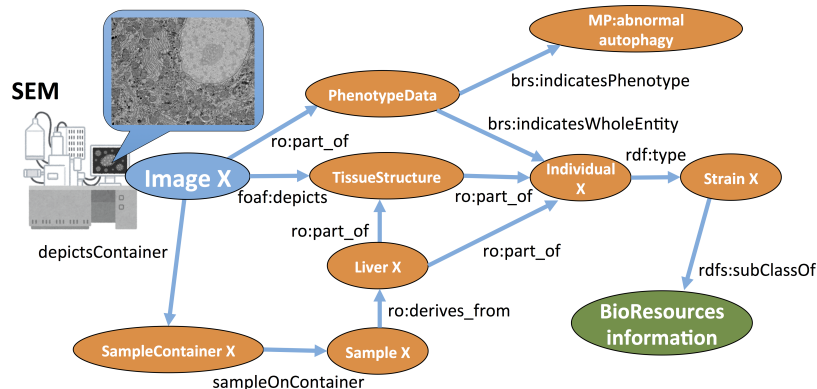 MP:abnormal
autophagy
SEM
PhenotypeData
brs:indicatesPhenotype
brs:indicatesWholeEntity
ro:part_of
rdf:type
Image X
foaf:depicts
TissueStructure
ro:part_of
Individual
X
Strain X
ro:part_of
depictsContainer
Liver X
ro:part_of
rdfs:subClassOf
ro:derives_from
BioResources
information
SampleContainer X
Sample X
sampleOnContainer